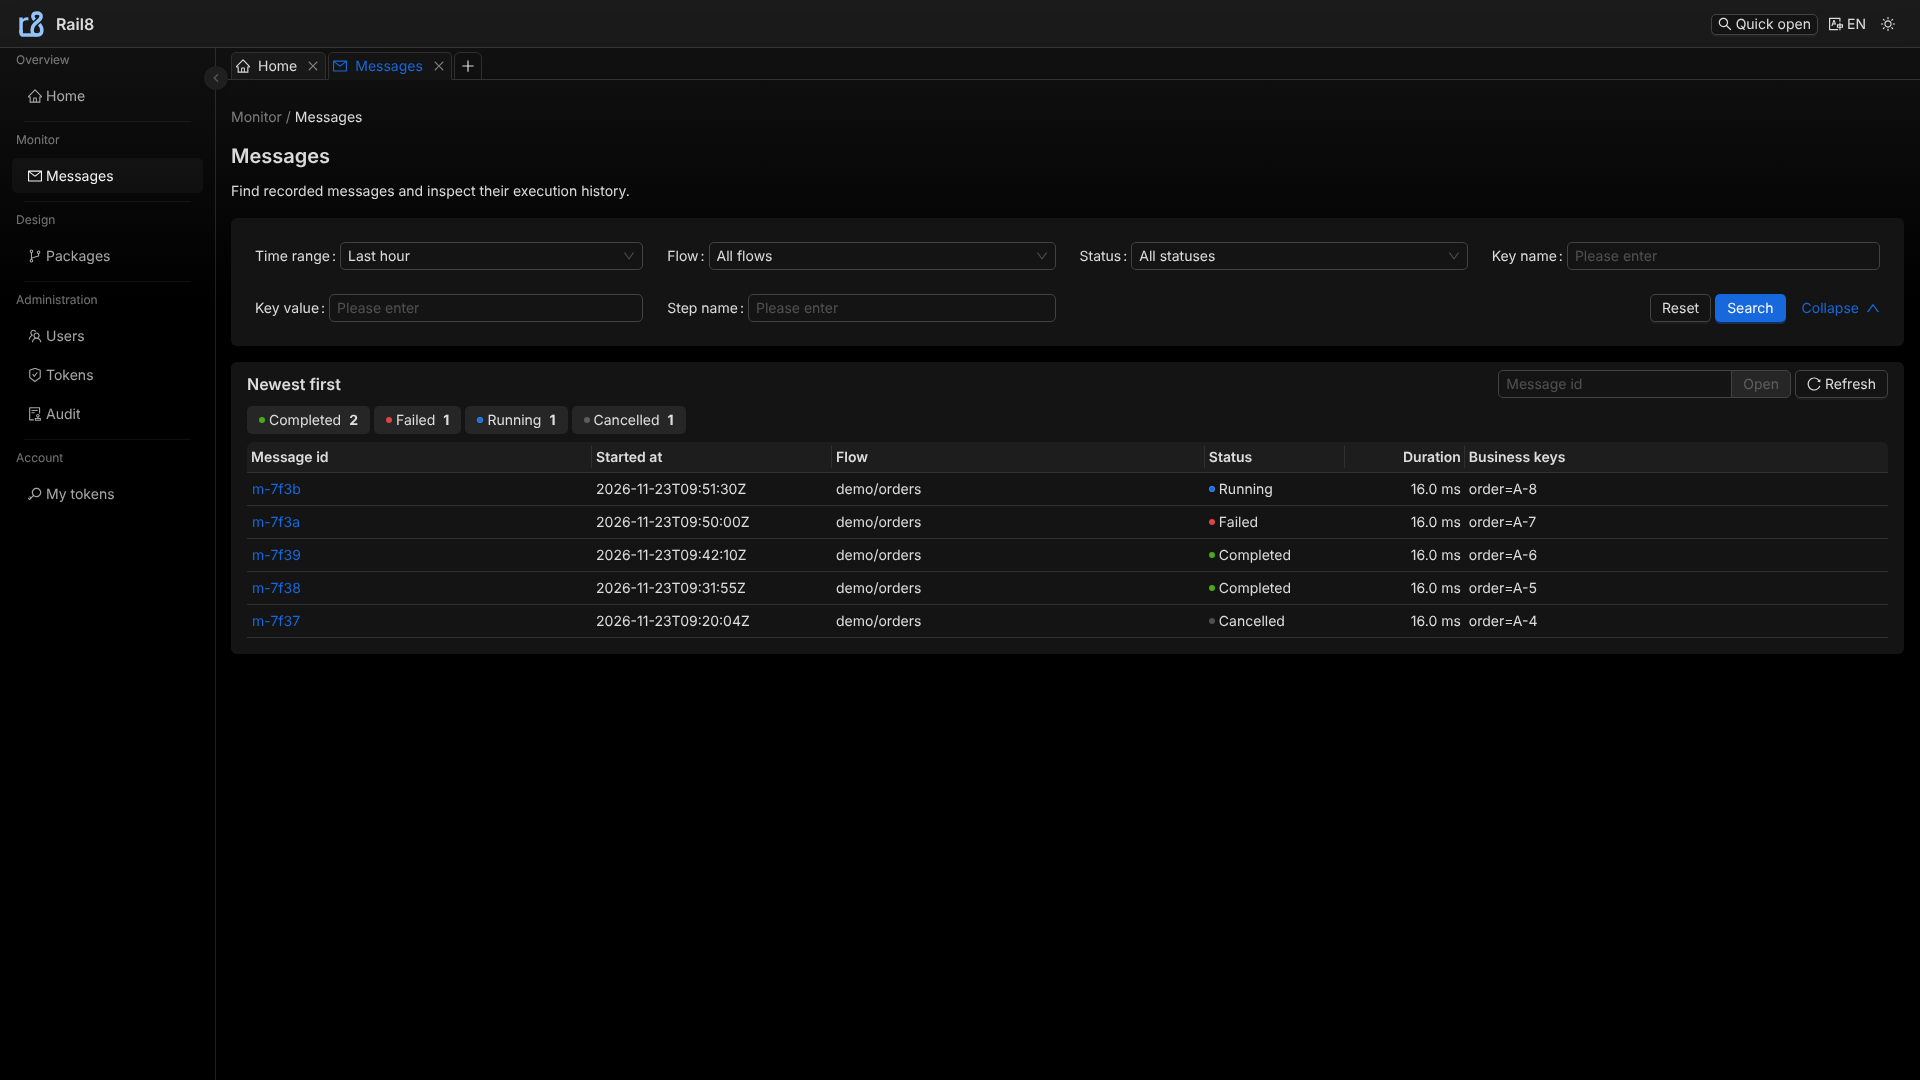 Rail8
Quick open
EN
Overview
Home
Monitor
Messages
Design
Packages
Administration
Users
Tokens
Audit
Account
My tokens
Home
Messages
Monitor / Messages
Messages
Find recorded messages and inspect their execution history.
Time range: Last hour
Flow: All flows
Status: All statuses
Key name: Please enter
Key value: Please enter
Step name: Please enter
Reset
Search
Collapse
Newest first
Message id
Open
Refresh
Completed 2
Failed 1
Running 1
Cancelled 1
Message id Started at Flow Status Duration Business keys
m-7f3b 2026-11-23T09:51:30Z demo/orders Running 16.0 ms order=A-8
m-7f3a 2026-11-23T09:50:00Z demo/orders Failed 16.0 ms order=A-7
m-7f39 2026-11-23T09:42:10Z demo/orders Completed 16.0 ms order=A-6
m-7f38 2026-11-23T09:31:55Z demo/orders Completed 16.0 ms order=A-5
m-7f37 2026-11-23T09:20:04Z demo/orders Cancelled 16.0 ms order=A-4